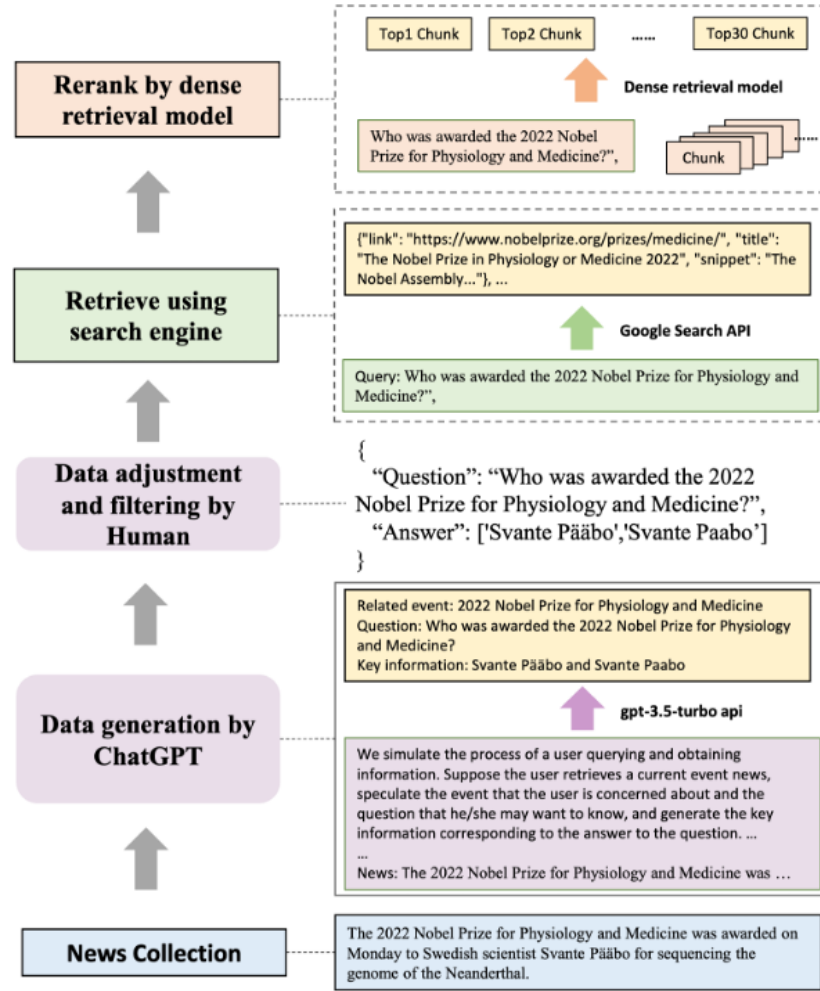 Top1 Chunk
Top2 Chunk
......
Top30 Chunk
Rerank by dense
retrieval model
Dense retrieval model
Who was awarded the 2022 Nobel
Prize for Physiology and Medicine?”,
Chunk
......
Retrieve using
search engine
{"link": "https://www.nobelprize.org/prizes/medicine/", "title":
"The Nobel Prize in Physiology or Medicine 2022", "snippet": "The
Nobel Assembly..."}, ...
Google Search API
Query: Who was awarded the 2022 Nobel Prize for Physiology and
Medicine?”,
Data adjustment
and filtering by
Human
{
“Question”: “Who was awarded the 2022
Nobel Prize for Physiology and Medicine?”,
“Answer”: ['Svante Pääbo','Svante Paabo’]
}
Data generation by
ChatGPT
Related event: 2022 Nobel Prize for Physiology and Medicine
Question: Who was awarded the 2022 Nobel Prize for Physiology
and Medicine?
Key information: Svante Pääbo and Svante Paabo
gpt-3.5-turbo api
We simulate the process of a user querying and obtaining
information. Suppose the user retrieves a current event news,
speculate the event that the user is concerned about and the
question that he/she may want to know, and generate the key
information corresponding to the answer to the question. ...
...
News: The 2022 Nobel Prize for Physiology and Medicine was ...
News Collection
The 2022 Nobel Prize for Physiology and Medicine was awarded on
Monday to Swedish scientist Svante Pääbo for sequencing the
genome of the Neanderthal.